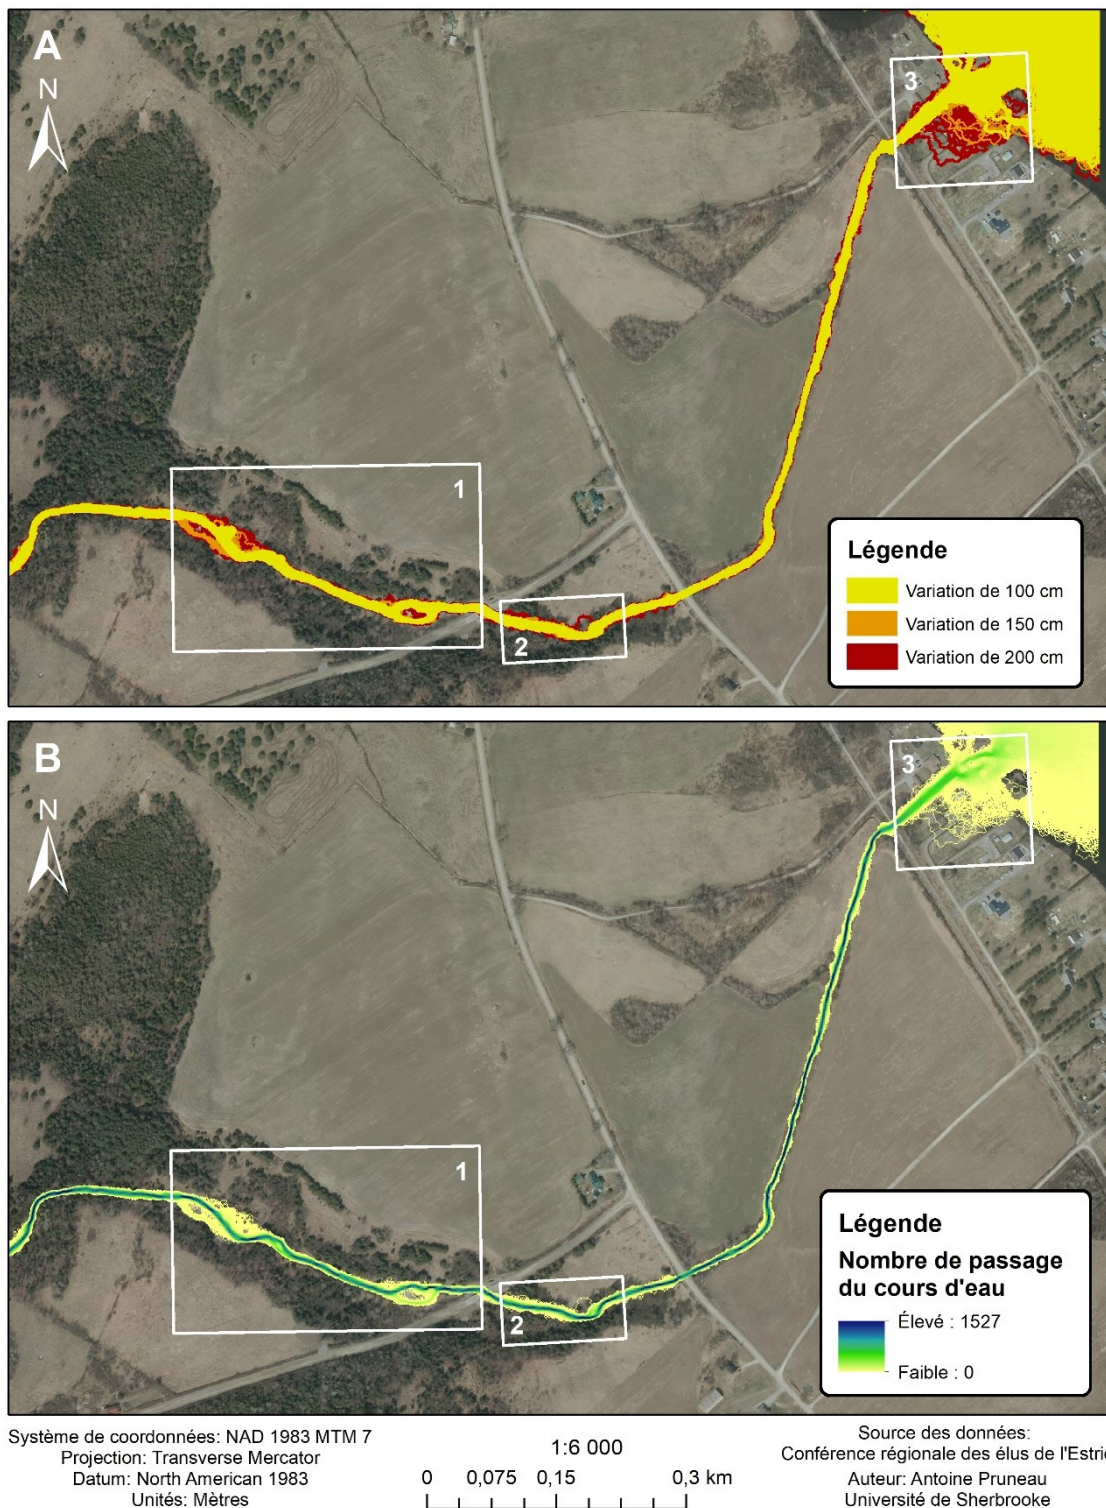 A
N
3
1
2
Légende
Variation de 100 cm
Variation de 150 cm
Variation de 200 cm
B
N
3
1
2
Légende
Nombre de passage
du cours d'eau
Élevé : 1527
Faible : 0
Système de coordonnées: NAD 1983 MTM 7
Projection: Transverse Mercator
Datum: North American 1983
Unités: Mètres
1:6 000
0 0,075 0,15 0,3 km
Source des données:
Conférence régionale des élus de l'Estrie
Auteur: Antoine Pruneau
Université de Sherbrooke